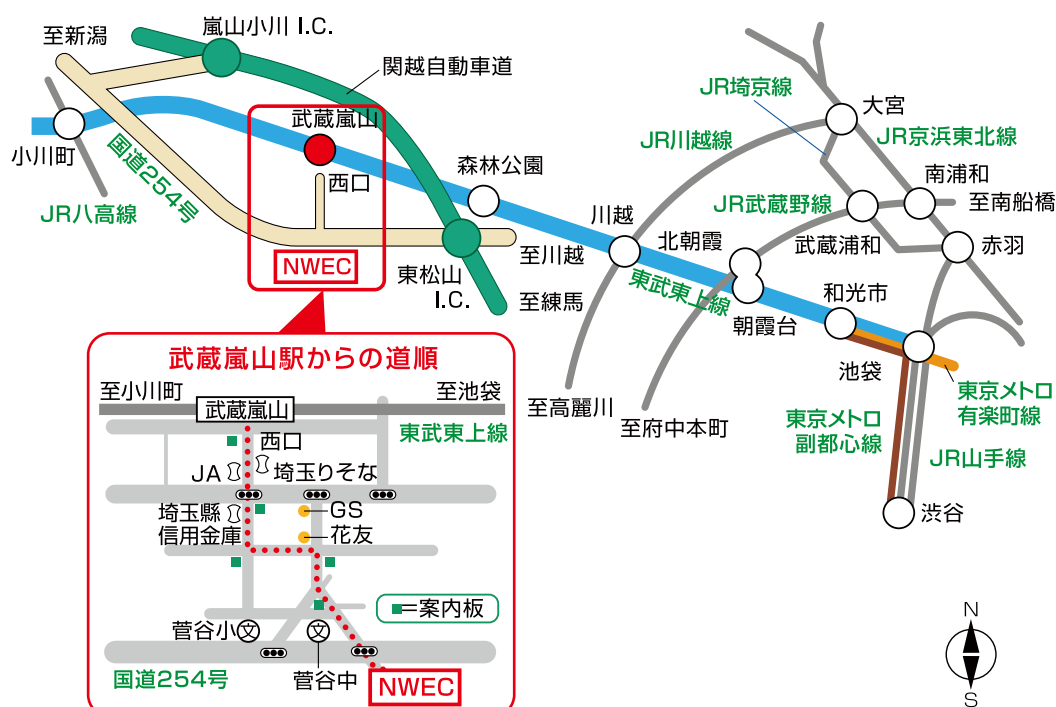 嵐山小川 I.C.
至新潟
関越自動車道
小川町
国道254号
JR八高線
武蔵嵐山
西口
NWEC
森林公園
東松山
I.C.
至川越
至練馬
川越
東武東上線
北朝霞
朝霞台
和光市
池袋
JR川越線
至高麗川
至府中本町
JR埼京線
大宮
JR京浜東北線
南浦和
JR武蔵野線
至南船橋
武蔵浦和
赤羽
東京メトロ
有楽町線
東京メトロ
副都心線
JR山手線
渋谷
武蔵嵐山駅からの道順
至小川町
武蔵嵐山
至池袋
東武東上線
西口
JA
埼玉りそな
埼玉縣
信用金庫
GS
花友
=案内板
菅谷小
文
文
菅谷中
国道254号
NWEC
N
S